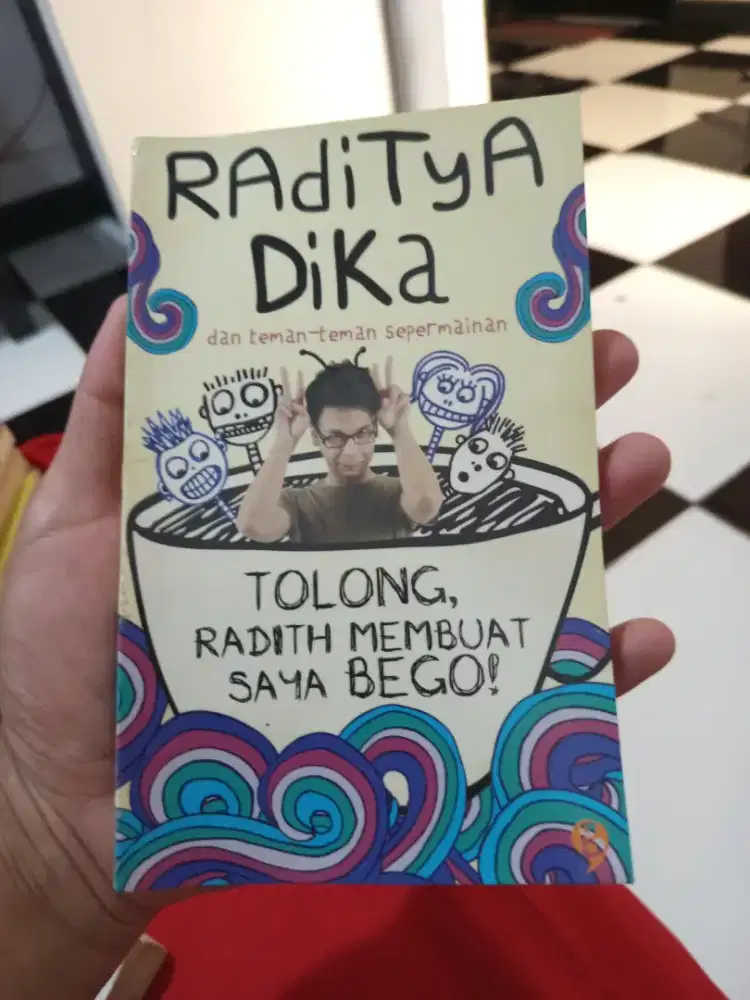 RAdiTyA
DiKa
dan teman-teman sepermainan
TOLONG,
RADITH MEMBUAT
SAYA BEGO!